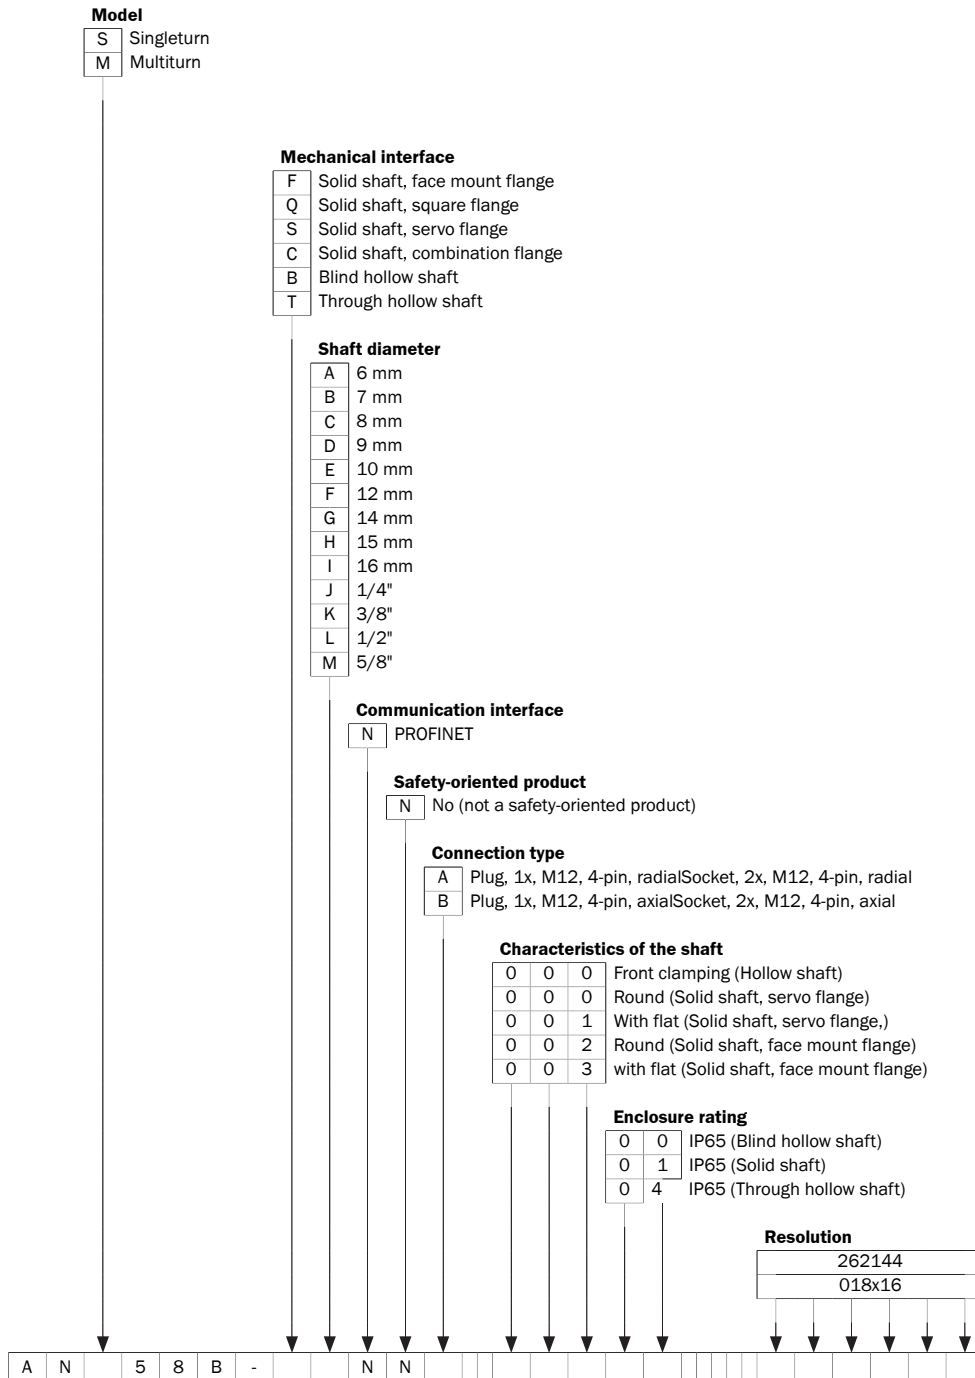 Model
S Singleturn
M Multiturn
Mechanical interface
F Solid shaft, face mount flange
Q Solid shaft, square flange
S Solid shaft, servo flange
C Solid shaft, combination flange
B Blind hollow shaft
T Through hollow shaft
Shaft diameter
A 6 mm
B 7 mm
C 8 mm
D 9 mm
E 10 mm
F 12 mm
G 14 mm
H 15 mm
I 16 mm
J 1/4"
K 3/8"
L 1/2"
M 5/8"
Communication interface
N PROFINET
Safety-oriented product
N No (not a safety-oriented product)
Connection type
A Plug, 1x, M12, 4-pin, radialSocket, 2x, M12, 4-pin, radial
B Plug, 1x, M12, 4-pin, axialSocket, 2x, M12, 4-pin, axial
Characteristics of the shaft
0 0 0 Front clamping (Hollow shaft)
0 0 0 Round (Solid shaft, servo flange)
0 0 1 With flat (Solid shaft, servo flange,)
0 0 2 Round (Solid shaft, face mount flange)
0 0 3 with flat (Solid shaft, face mount flange)
Enclosure rating
0 0 IP65 (Blind hollow shaft)
0 1 IP65 (Solid shaft)
0 4 IP65 (Through hollow shaft)
Resolution
262144
018x16
A N 5 8 B - N N